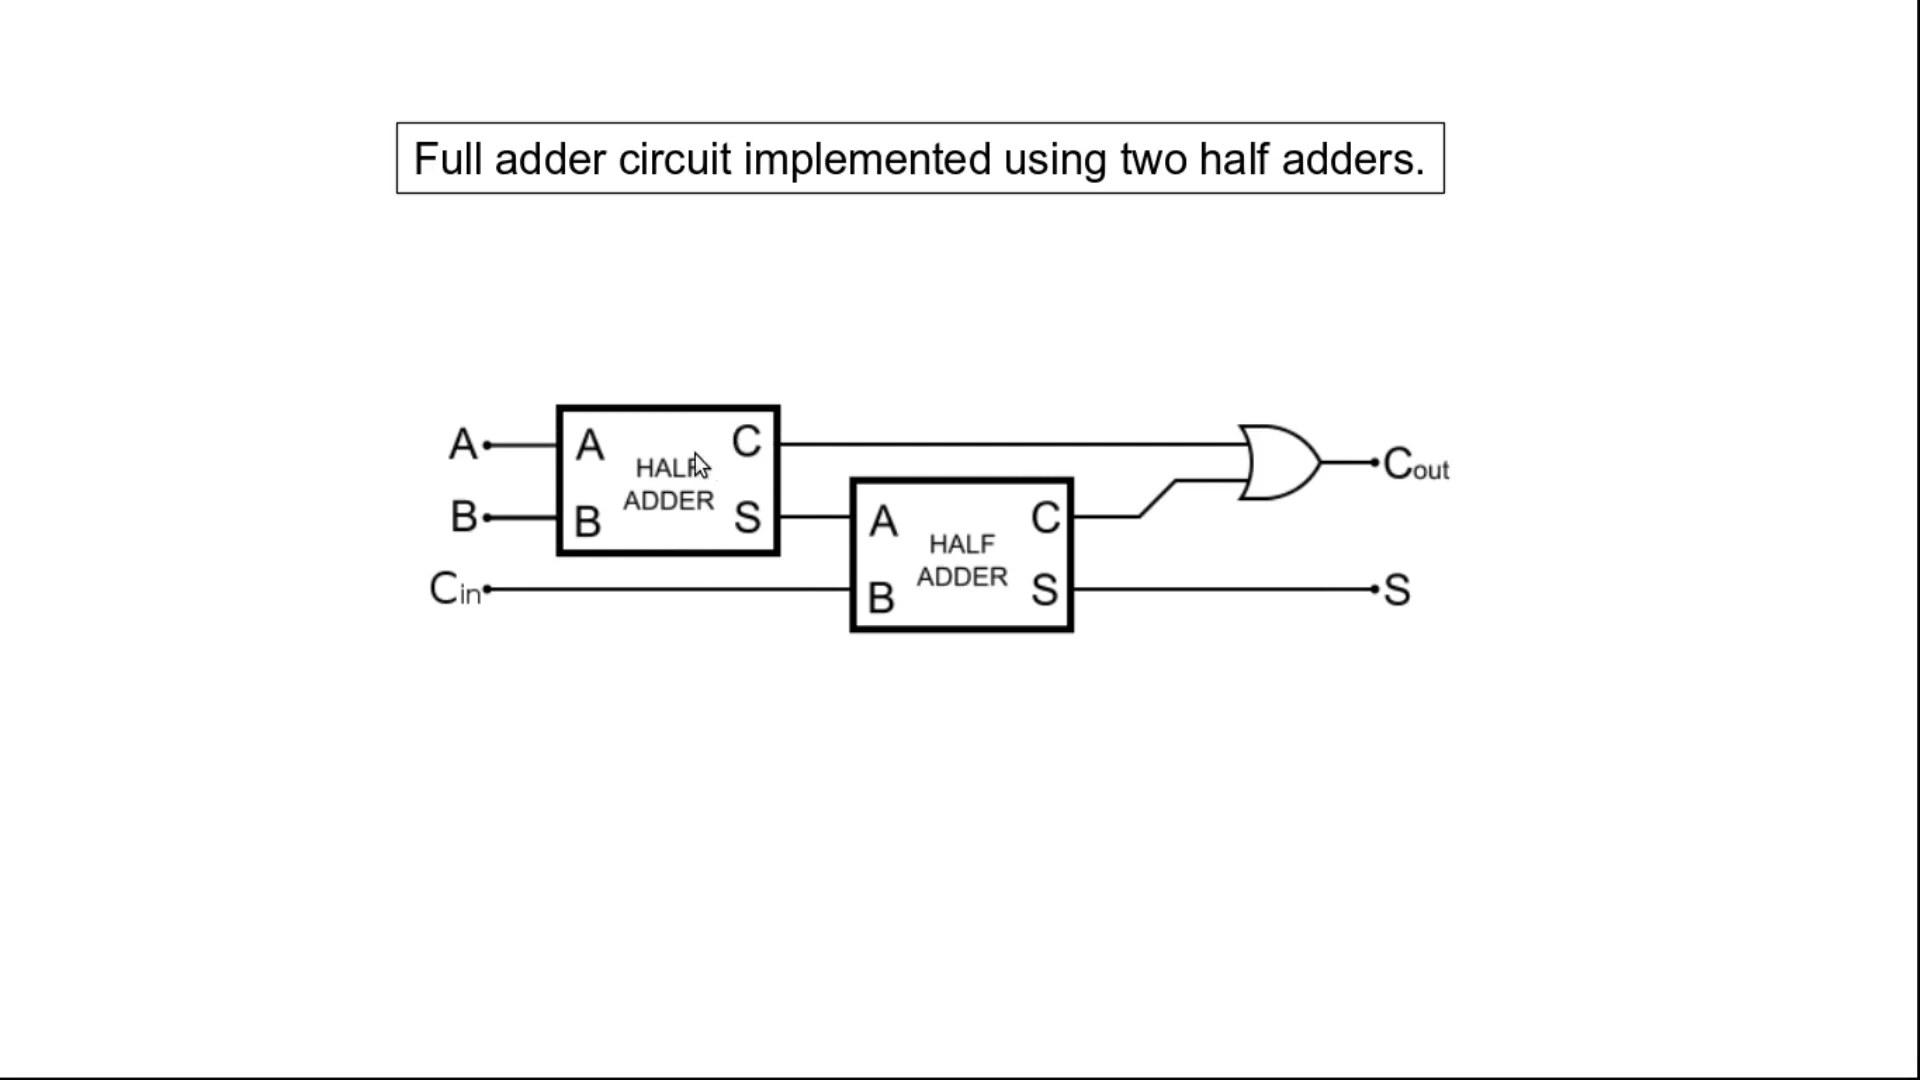 Full adder circuit implemented using two half adders.
A
A
C
HALF
ADDER
B
B
S
A
C
HALF
ADDER
Cin
B
S
Cout
S